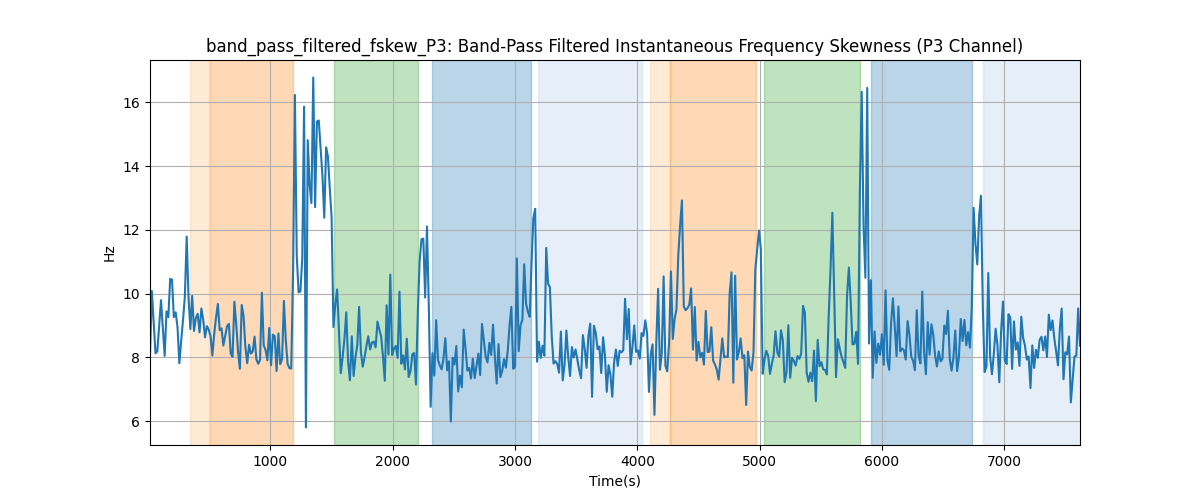 band_pass_filtered_fskew_P3: Band-Pass Filtered Instantaneous Frequency Skewness (P3 Channel)
16
14
12
10
8
6
Hz
1000 2000 3000 4000 5000 6000 7000
Time(s)